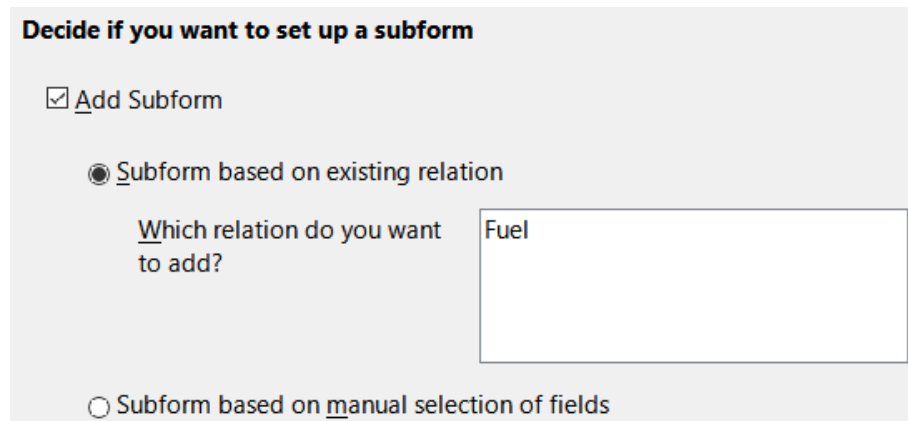 Decide if you want to set up a subform
Add Subform
Subform based on existing relation
Which relation do you want
to add?
Fuel
Subform based on manual selection of fields